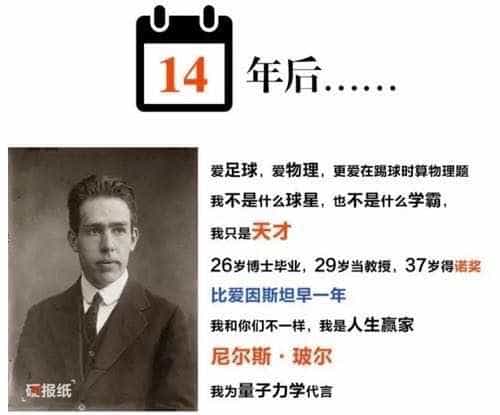 14 年后……
爱足球，爱物理，更爱在踢球时算物理题
我不是什么球星，也不是什么学霸，
我只是天才
26岁博士毕业，29岁当教授，37岁得诺奖
比爱因斯坦早一年
我和你们不一样，我是人生赢家
尼尔斯·玻尔
我为量子力学代言
报纸